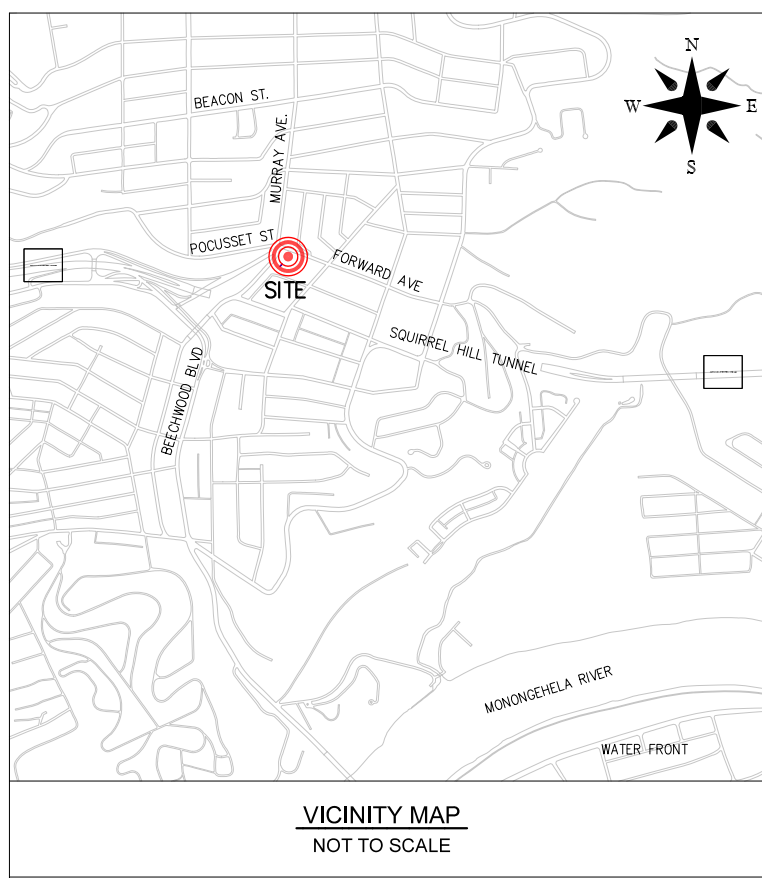 N
W E
S
BEACON ST.
MURRAY AVE.
POCUSSET ST
FORWARD AVE
SITE
SQUIRREL HILL TUNNEL
BEECHWOOD BLVD
MONONGEHELA RIVER
WATER FRONT
VICINITY MAP
NOT TO SCALE